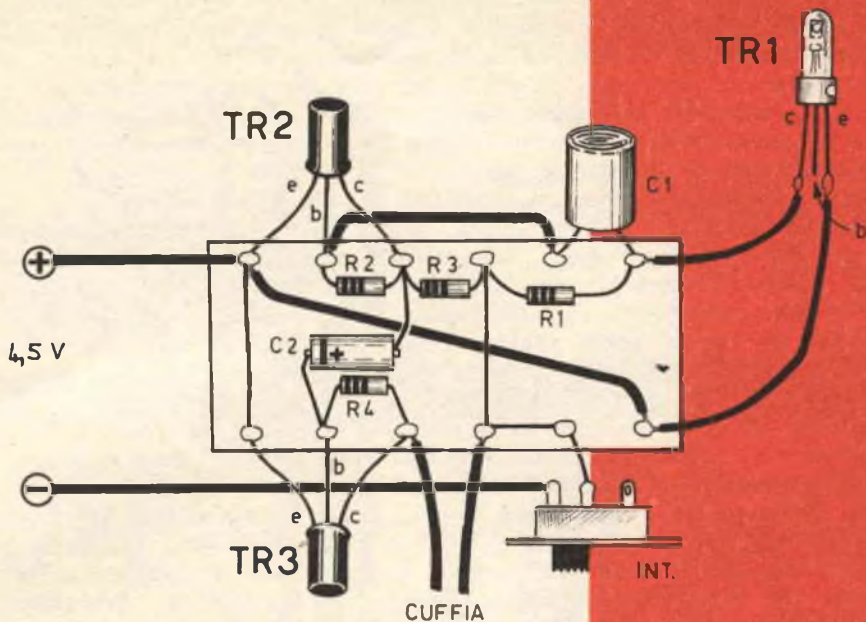 TR1
TR2
c e
C1
e c
b
b
+
R2 R3
R1
4,5 V
C2 +
R4
b
−
e c
TR3
INT.
CUFFIA